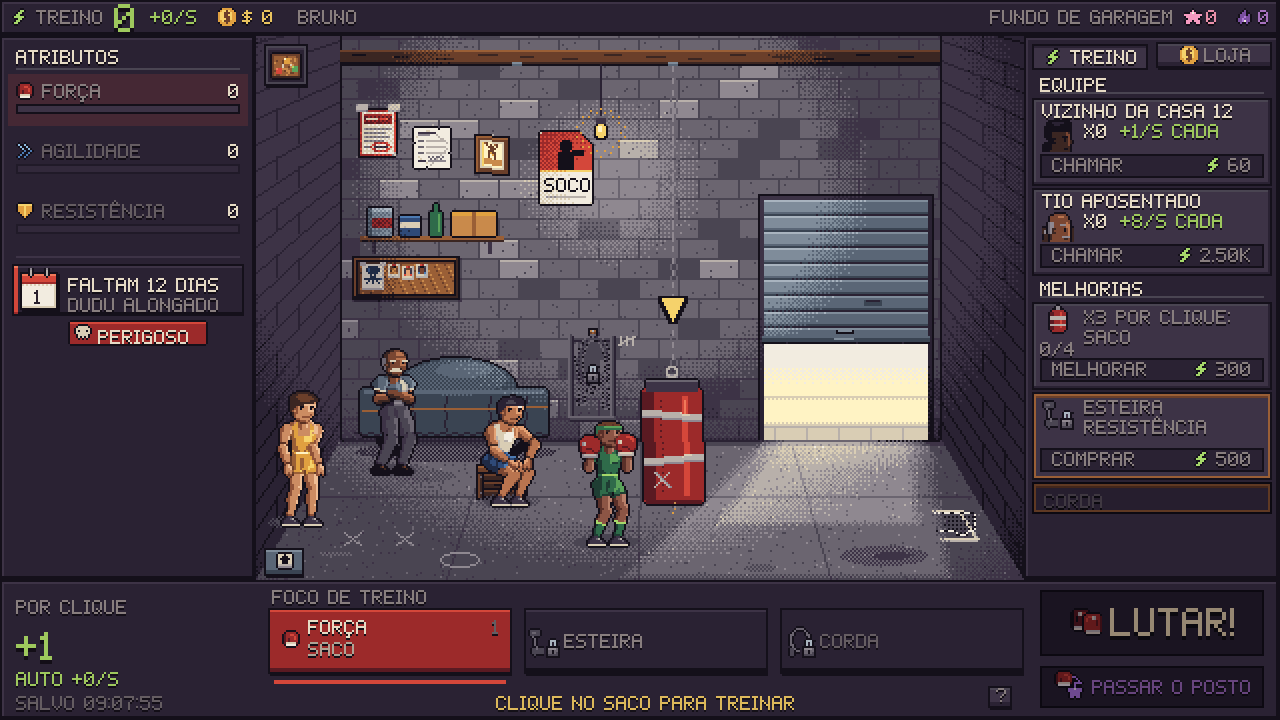 TREINO 0 +0/S $ 0 BRUNO FUNDO DE GARAGEM 0 0
ATRIBUTOS
FORÇA 0
AGILIDADE 0
RESISTÊNCIA 0
1 FALTAM 12 DIAS
DUDU ALONGADO
PERIGOSO
SOCO
TREINO LOJA
EQUIPE
VIZINHO DA CASA 12
X0 +1/S CADA
CHAMAR 60
TIO APOSENTADO
X0 +8/S CADA
CHAMAR 2.50K
MELHORIAS
X3 POR CLIQUE:
SACO
0/4
MELHORAR 300
ESTEIRA
RESISTÊNCIA
COMPRAR 500
CORDA
POR CLIQUE
+1
AUTO +0/S
SALVO 09:07:55
FOCO DE TREINO
FORÇA 1
SACO
ESTEIRA
CORDA
CLIQUE NO SACO PARA TREINAR
?
LUTAR!
PASSAR O POSTO